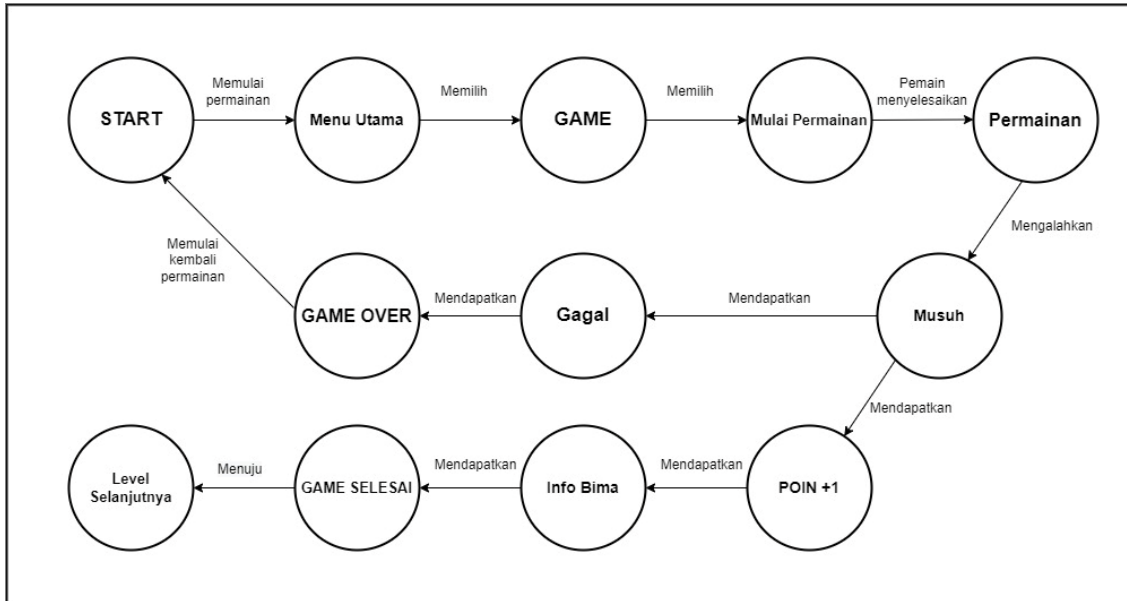 Memulai
permainan
Memilih
Memilih
Pemain
menyelesaikan
START
Menu Utama
GAME
Mulai Permainan
Permainan
Mengalahkan
Memulai
kembali
permainan
Mendapatkan
Mendapatkan
GAME OVER
Gagal
Musuh
Mendapatkan
Menuju
Mendapatkan
Mendapatkan
Level
Selanjutnya
GAME SELESAI
Info Bima
POIN +1